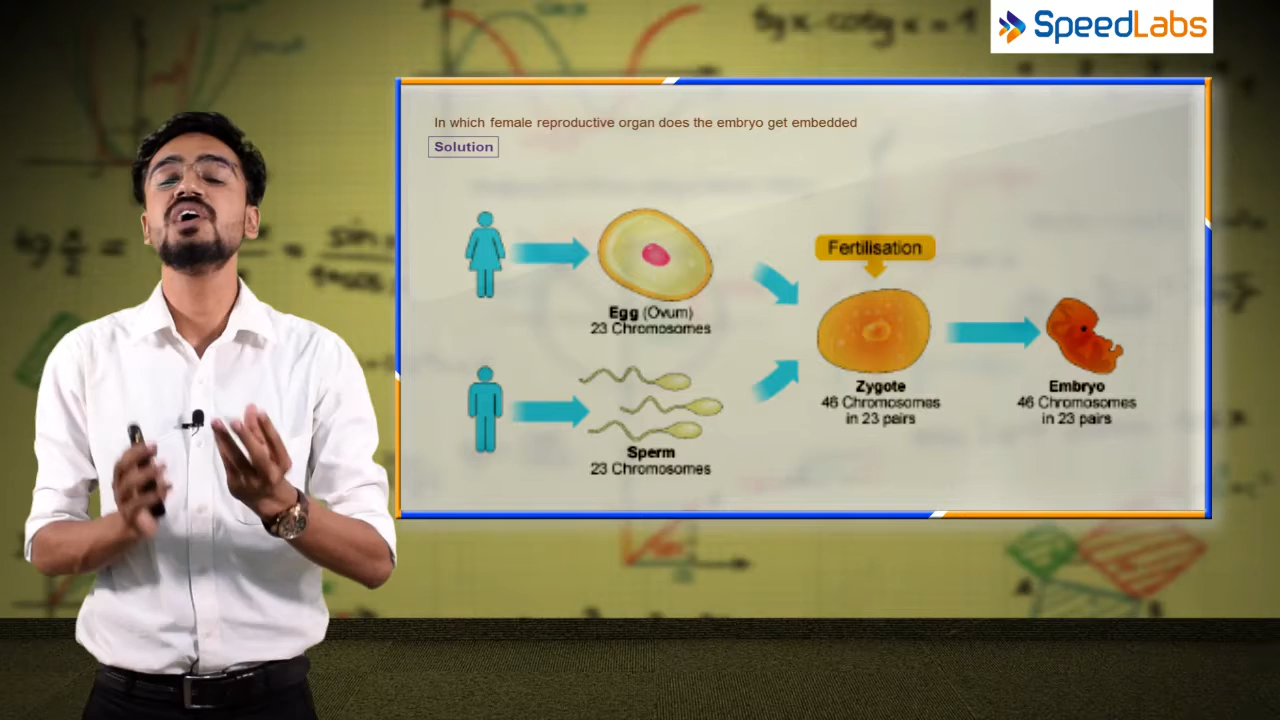 SpeedLabs
In which female reproductive organ does the embryo get embedded
Solution
Fertilisation
Egg (Ovum)
23 Chromosomes
Zygote
46 Chromosomes
in 23 pairs
Embryo
46 Chromosomes
in 23 pairs
Sperm
23 Chromosomes